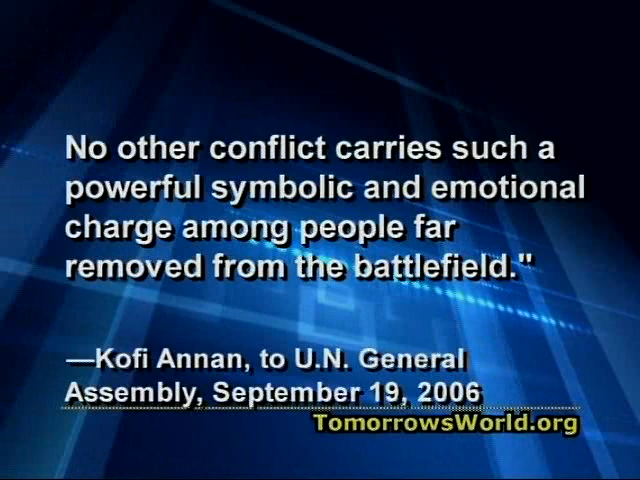 No other conflict carries such a
powerful symbolic and emotional
charge among people far
removed from the battlefield."
—Kofi Annan, to U.N. General
Assembly, September 19, 2006
TomorrowsWorld.org